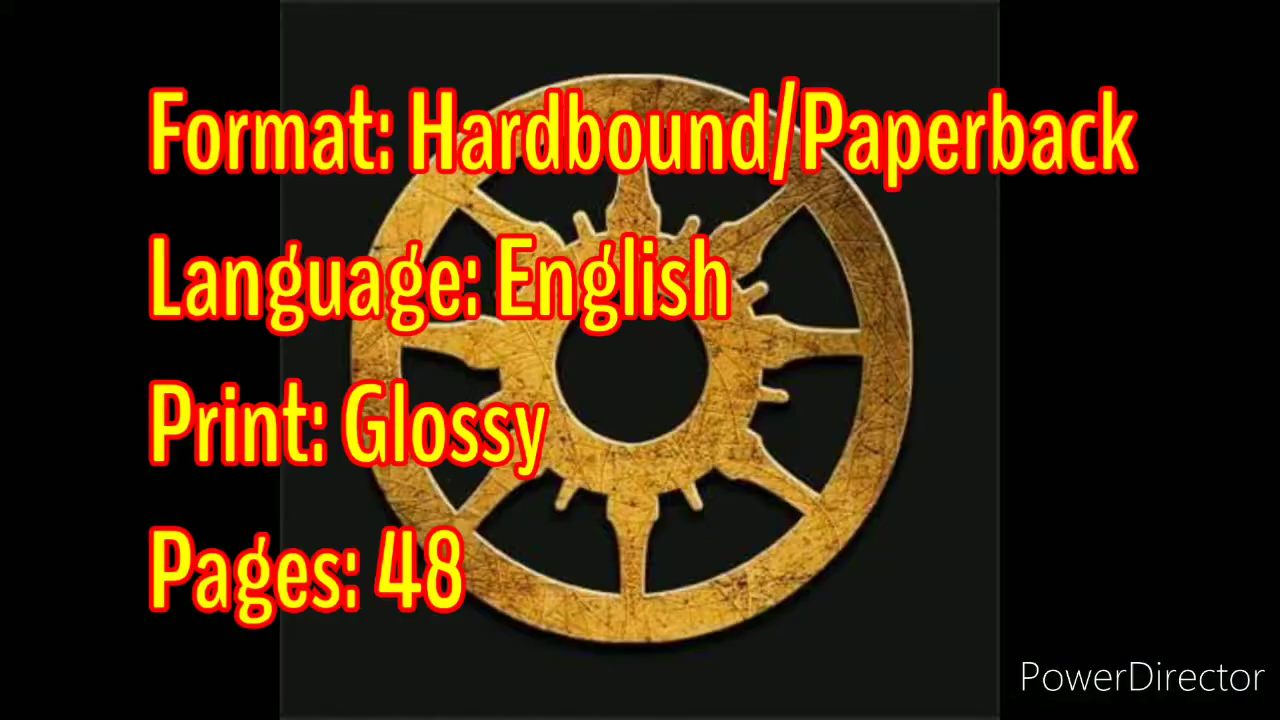 Format: Hardbound/Paperback
Language: English
Print: Glossy
Pages: 48
PowerDirector